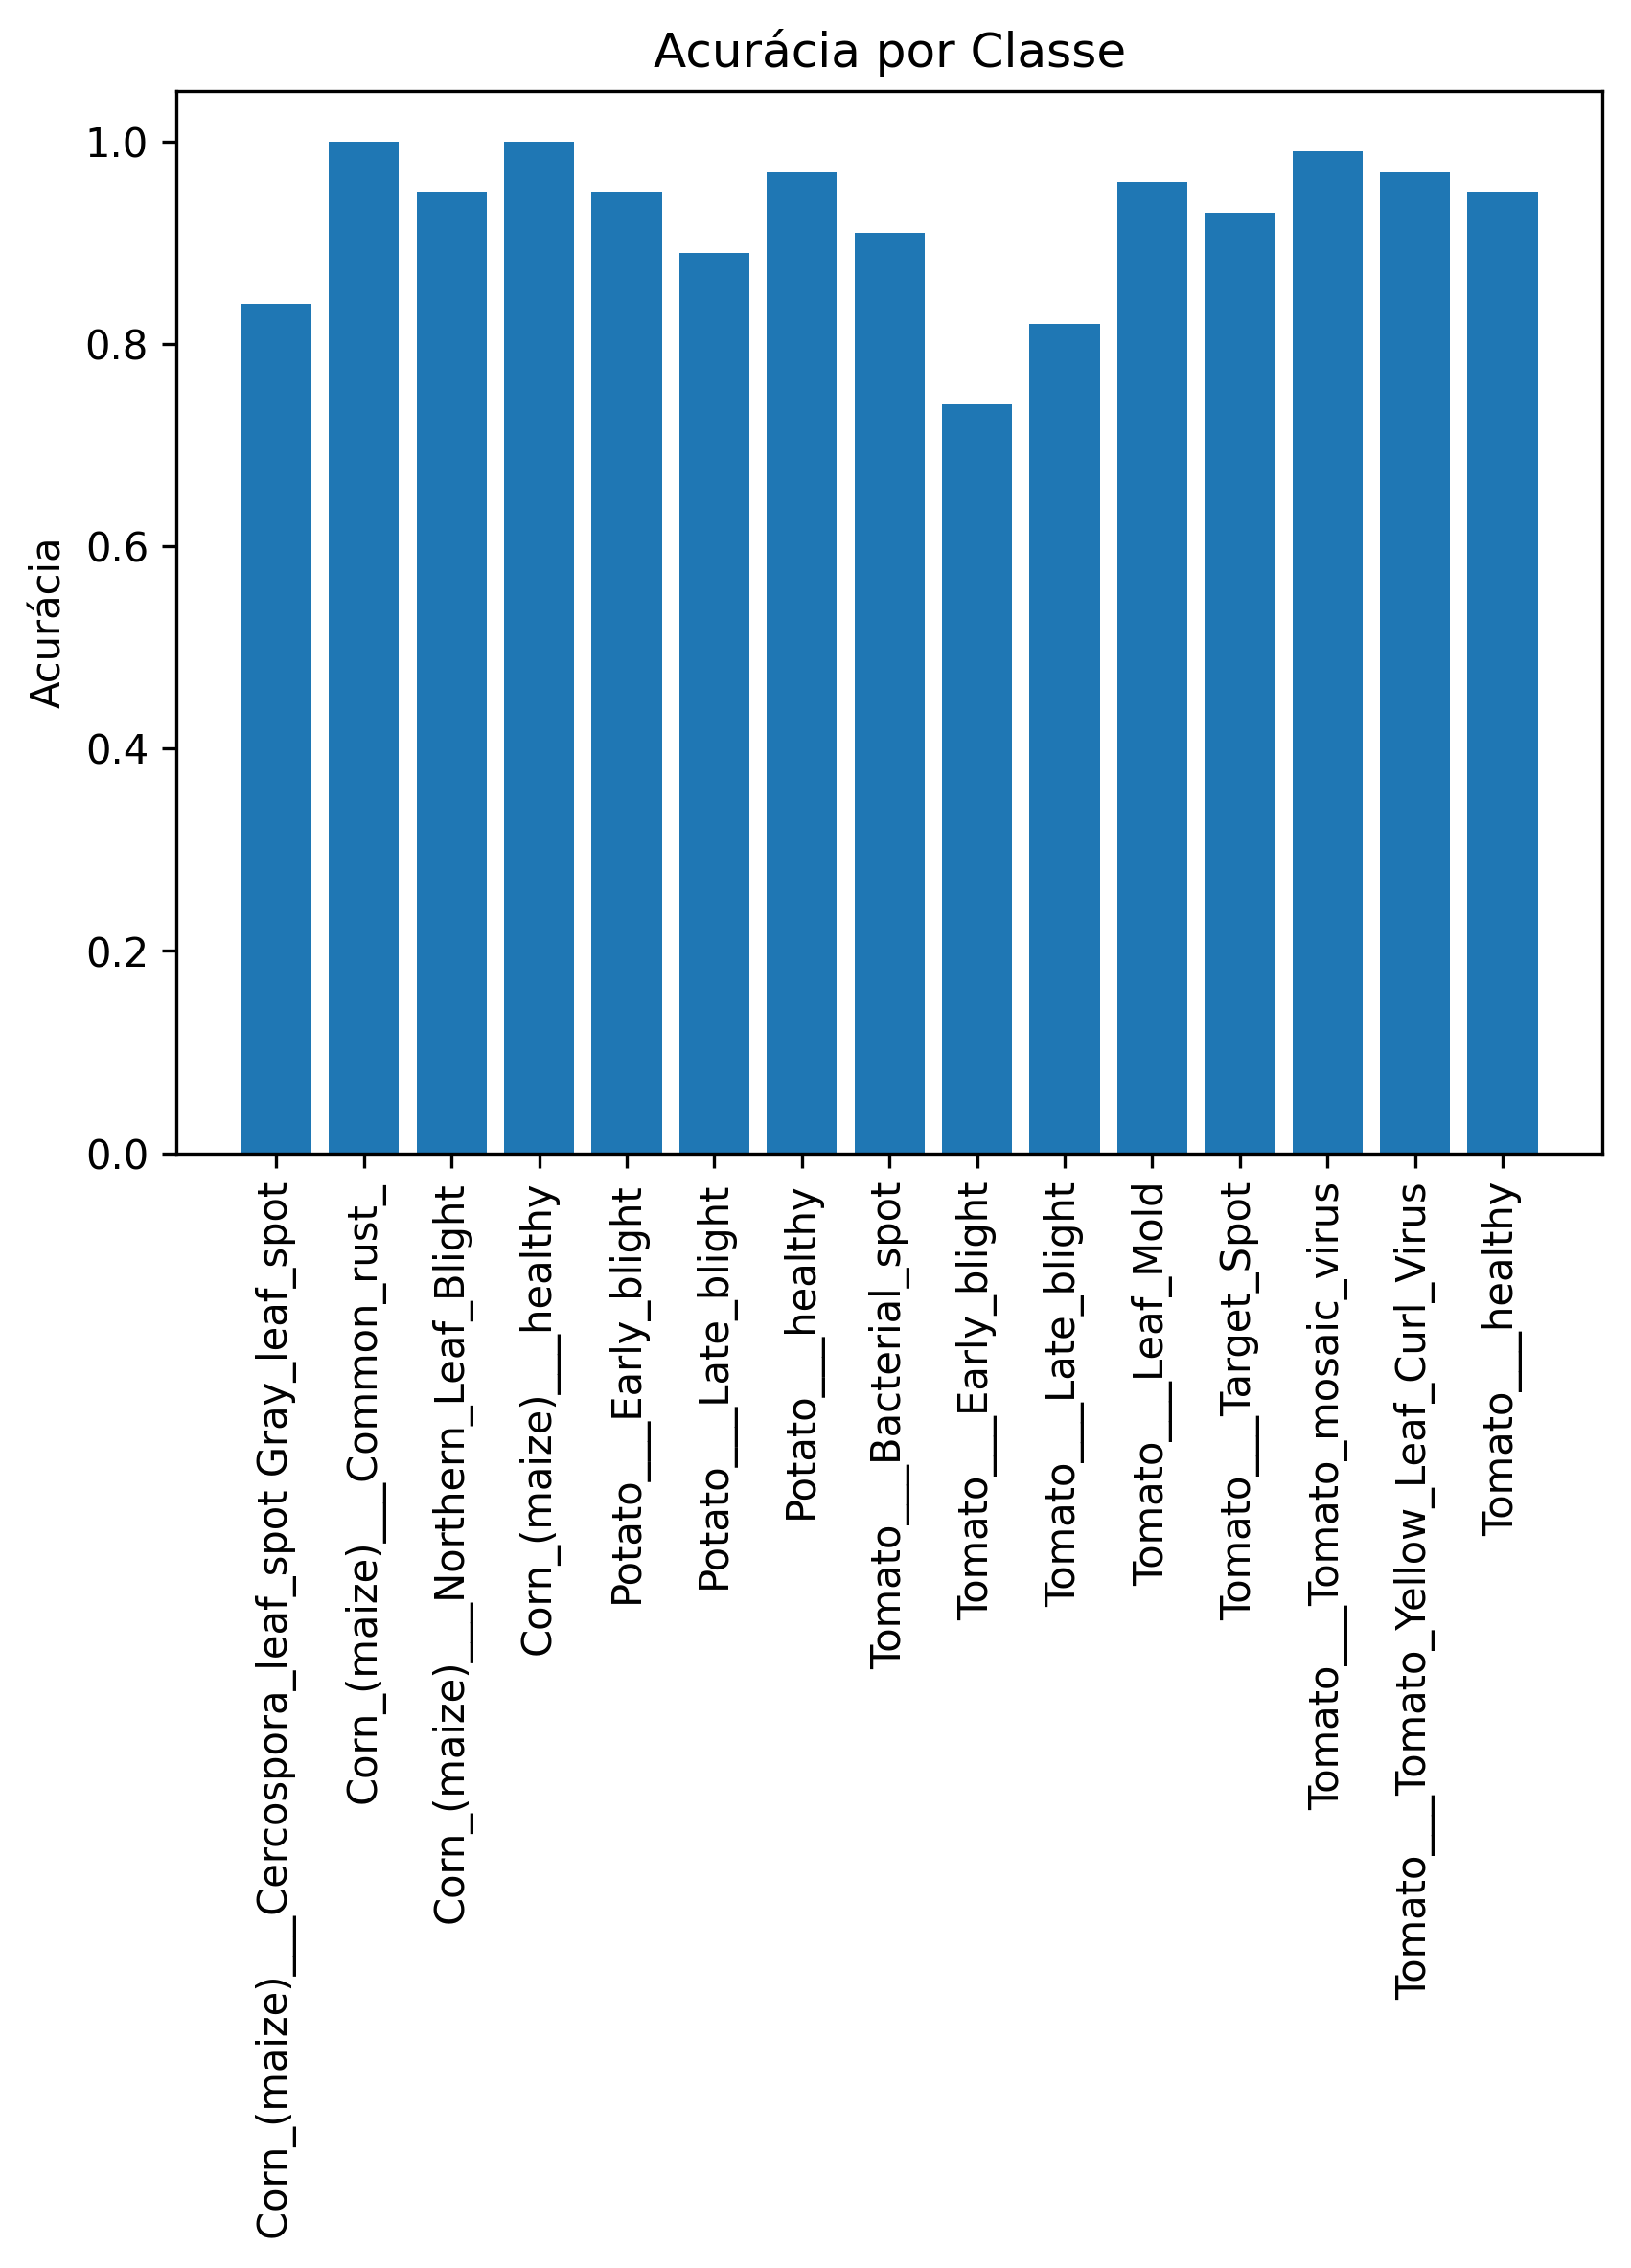 Acurácia por Classe
Acurácia
1.0
0.8
0.6
0.4
0.2
0.0
Corn_(maize)___Cercospora_leaf_spot Gray_leaf_spot
Corn_(maize)___Common_rust_
Corn_(maize)___Northern_Leaf_Blight
Corn_(maize)___healthy
Potato___Early_blight
Potato___Late_blight
Potato___healthy
Tomato___Bacterial_spot
Tomato___Early_blight
Tomato___Late_blight
Tomato___Leaf_Mold
Tomato___Target_Spot
Tomato___Tomato_mosaic_virus
Tomato___Tomato_Yellow_Leaf_Curl_Virus
Tomato___healthy